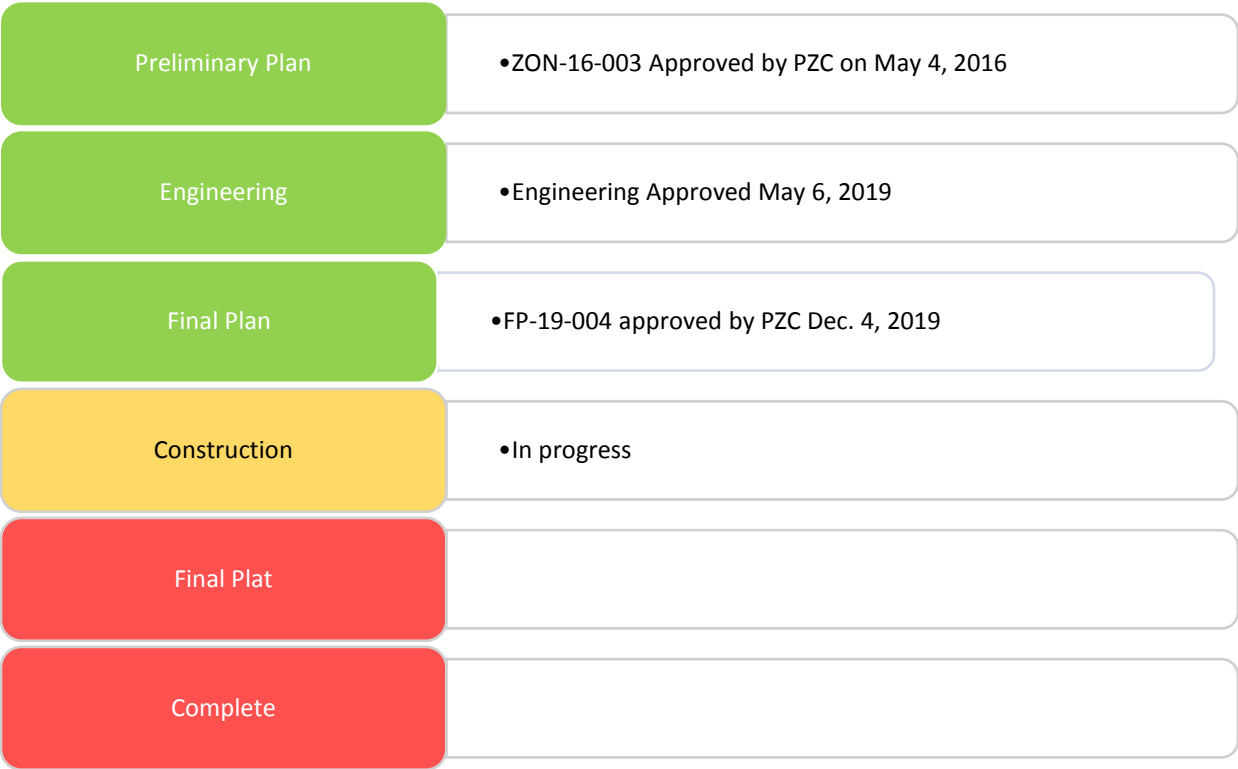 Preliminary Plan
•ZON-16-003 Approved by PZC on May 4, 2016
Engineering
•Engineering Approved May 6, 2019
Final Plan
•FP-19-004 approved by PZC Dec. 4, 2019
Construction
•In progress
Final Plat
Complete